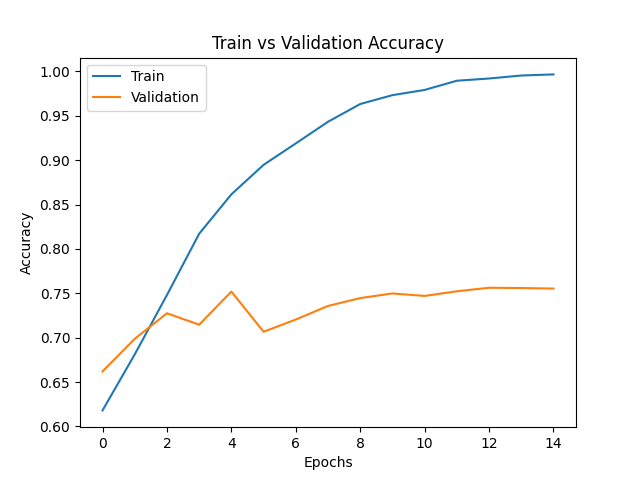 Train vs Validation Accuracy
Train
Validation
1.00
0.95
0.90
0.85
0.80
0.75
0.70
0.65
0.60
Accuracy
0 2 4 6 8 10 12 14
Epochs